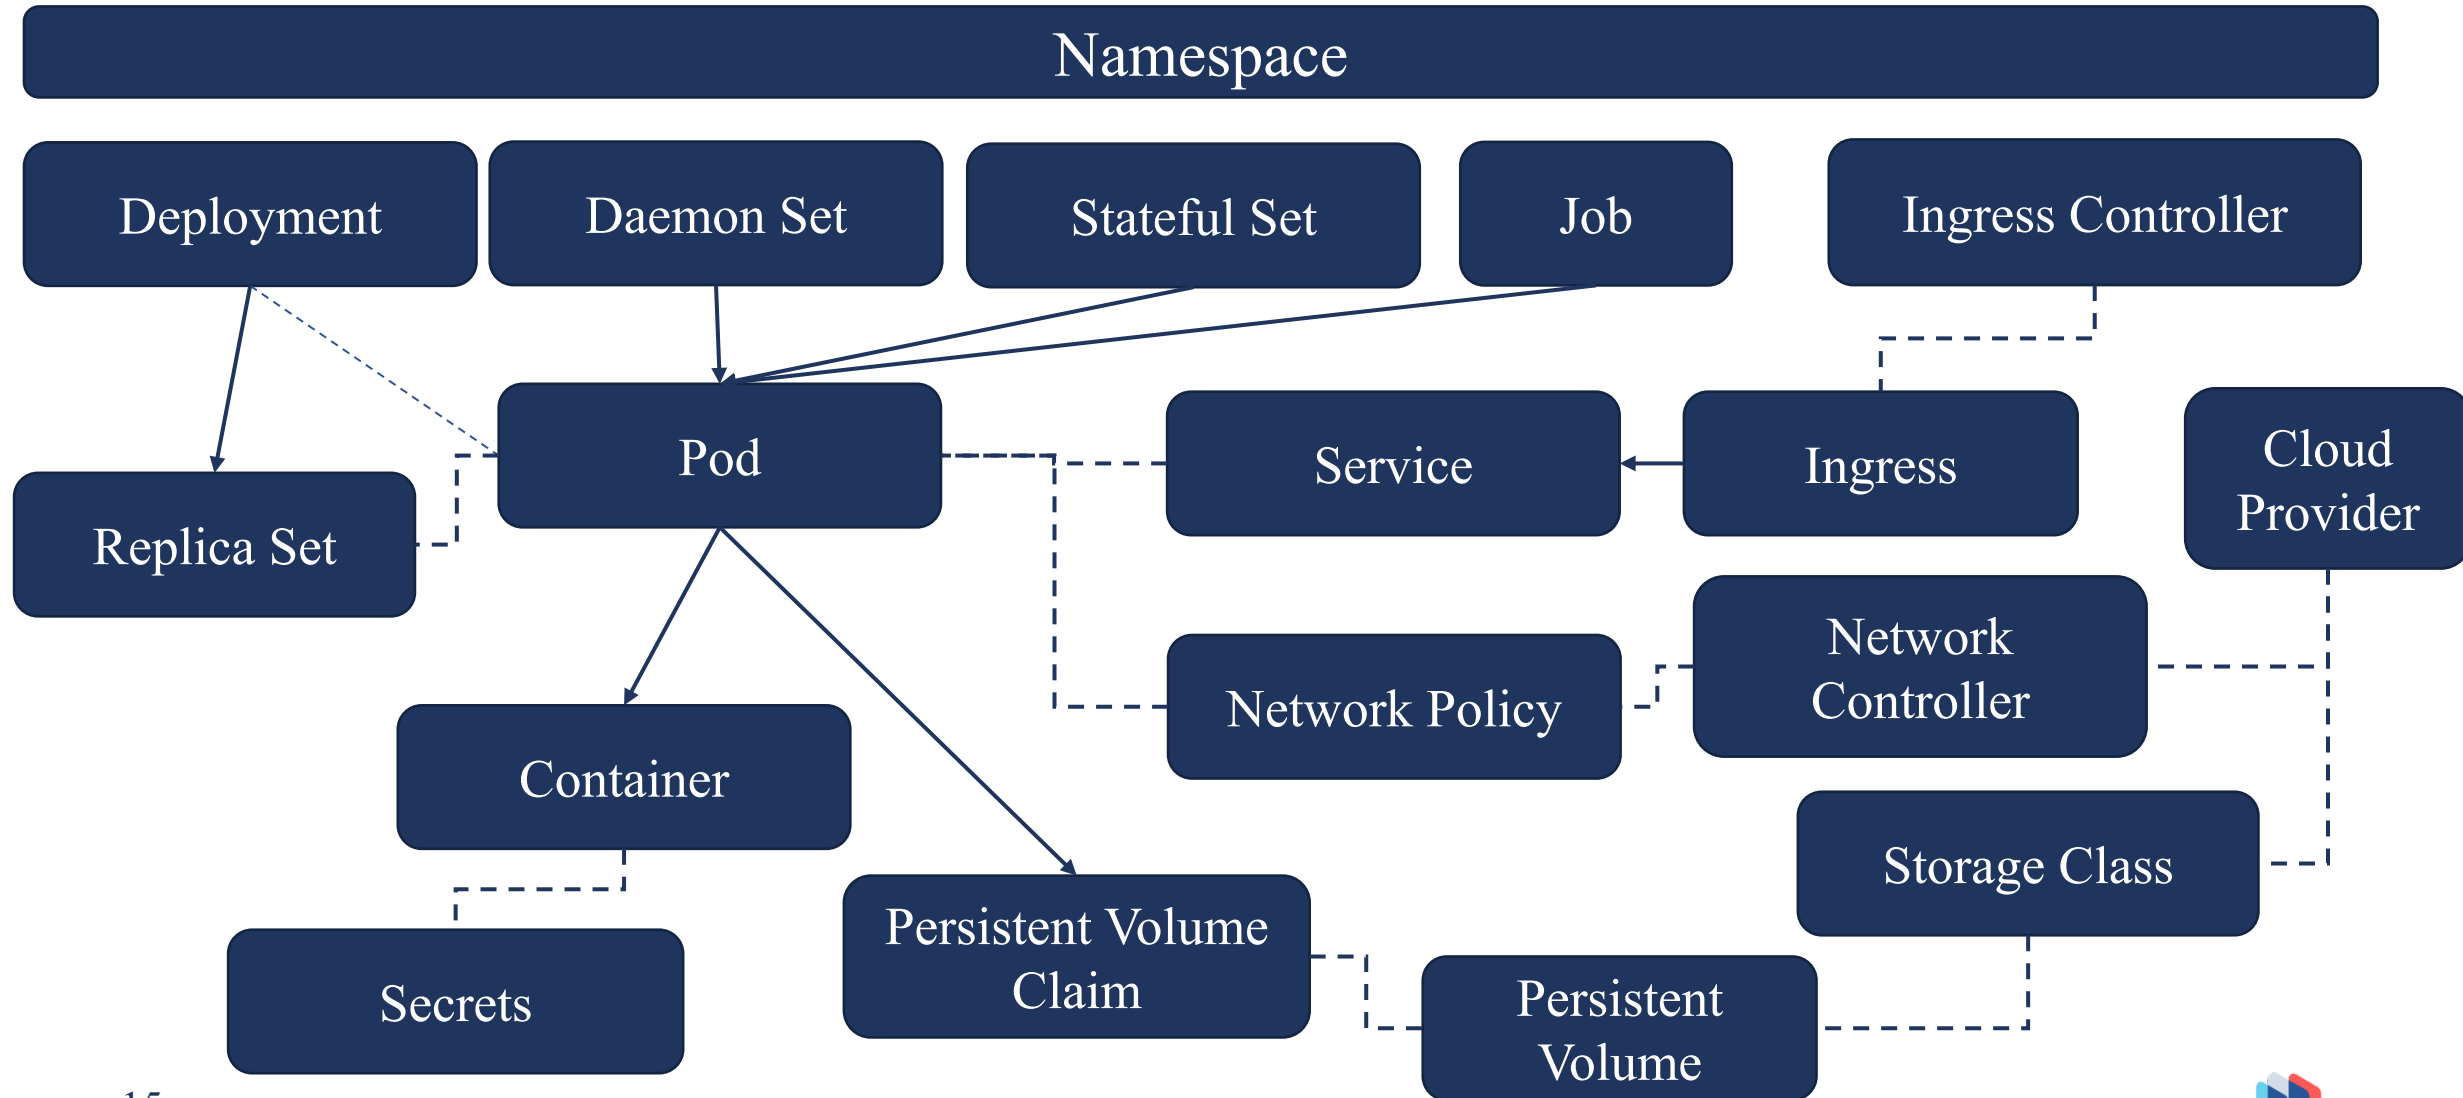 Namespace
Deployment
Daemon Set
Stateful Set
Job
Ingress Controller
Pod
Service
Ingress
Cloud
Provider
Replica Set
Network
Controller
Network Policy
Container
Storage Class
Persistent Volume
Claim
Secrets
Persistent
Volume